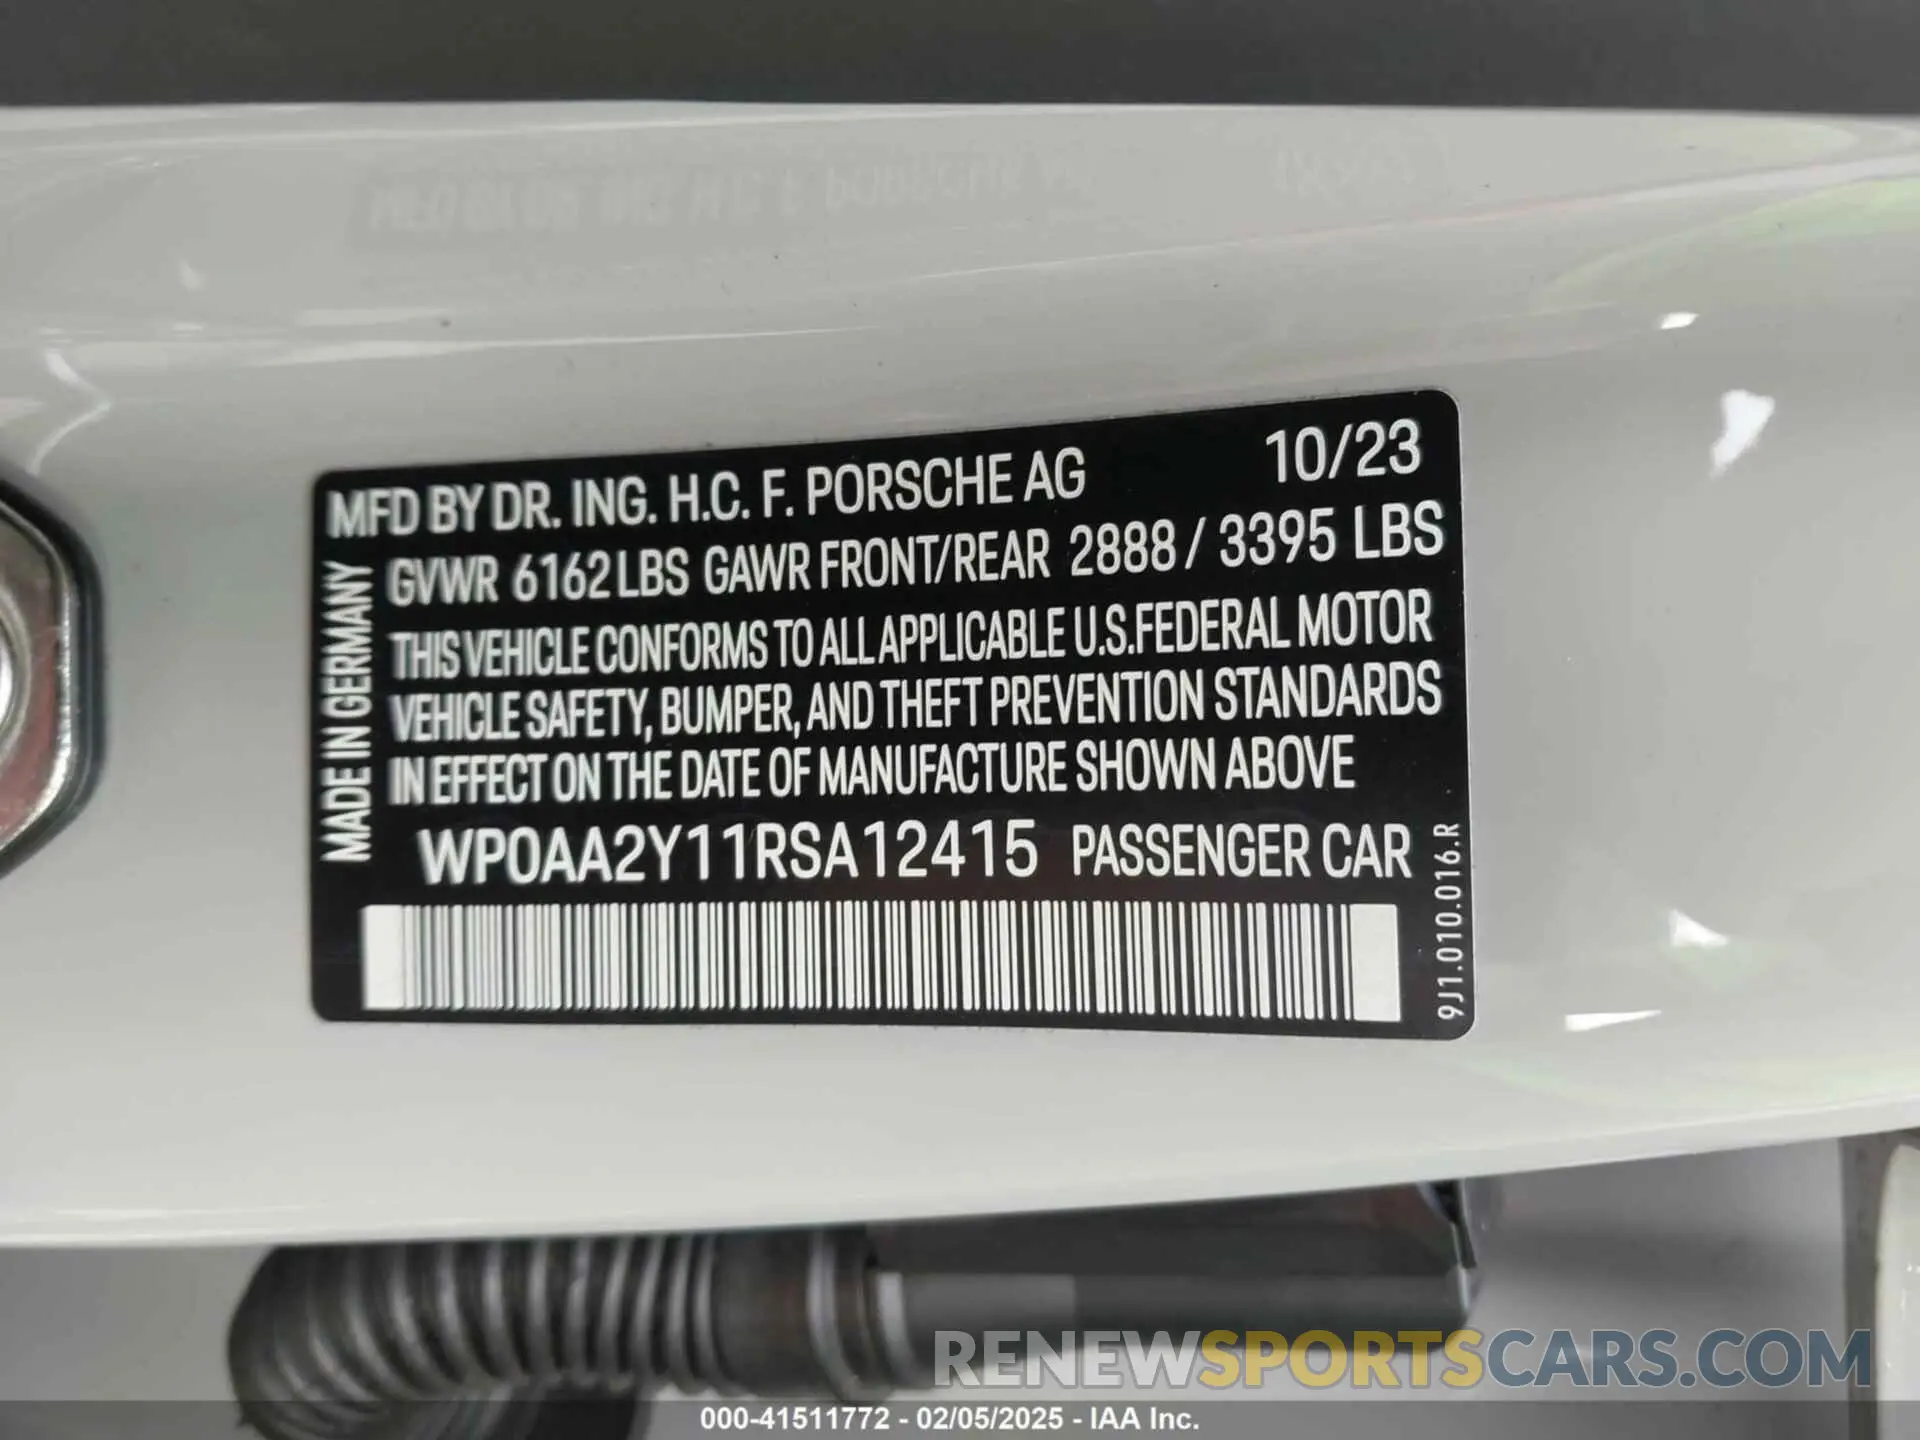 MFD BY DR. ING. H.C. F. PORSCHE AG 10/23
GVWR 6162 LBS GAWR FRONT/REAR 2888 / 3395 LBS
THIS VEHICLE CONFORMS TO ALL APPLICABLE U.S.FEDERAL MOTOR
VEHICLE SAFETY, BUMPER, AND THEFT PREVENTION STANDARDS
IN EFFECT ON THE DATE OF MANUFACTURE SHOWN ABOVE
WP0AA2Y11RSA12415 PASSENGER CAR
MADE IN GERMANY
9J1.010.016.R
RENEWSPORTSCARS.COM
000-41511772 - 02/05/2025 - IAA Inc.